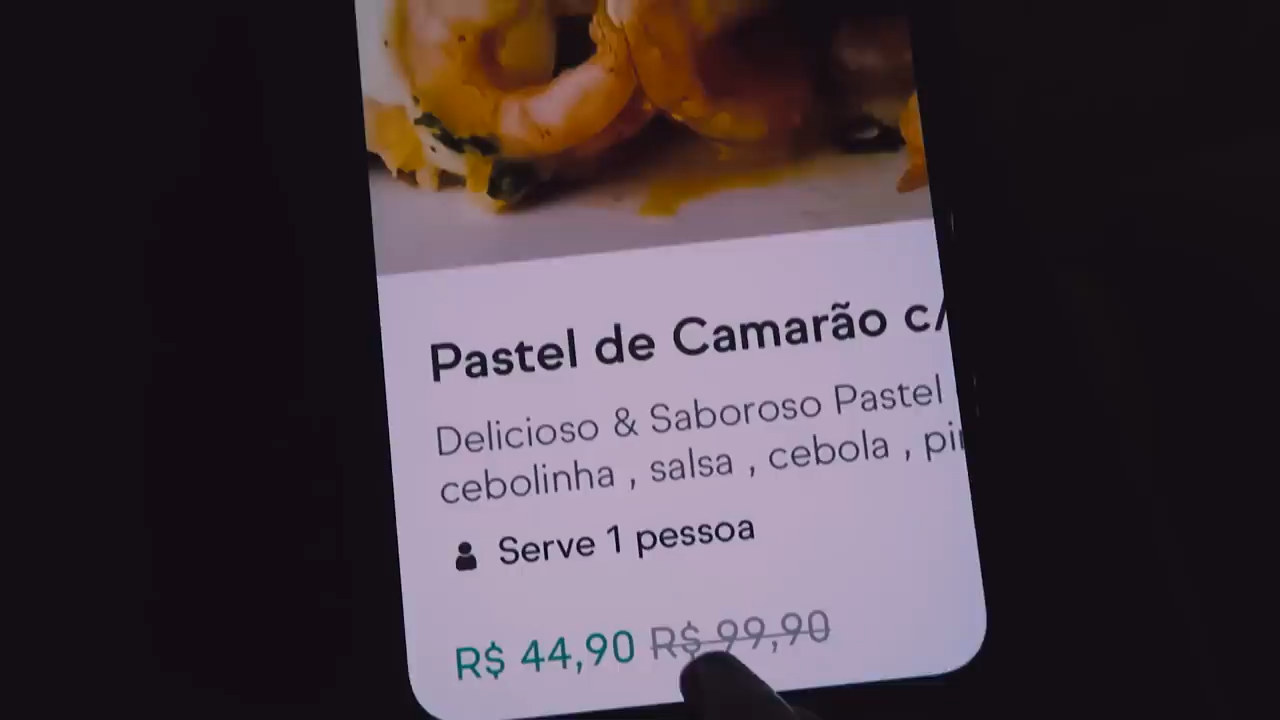 Pastel de Camarão c/
Delicioso & Saboroso Pastel
cebolinha , salsa , cebola ,
Serve 1 pessoa
R$ 44,90 R$ 99,90